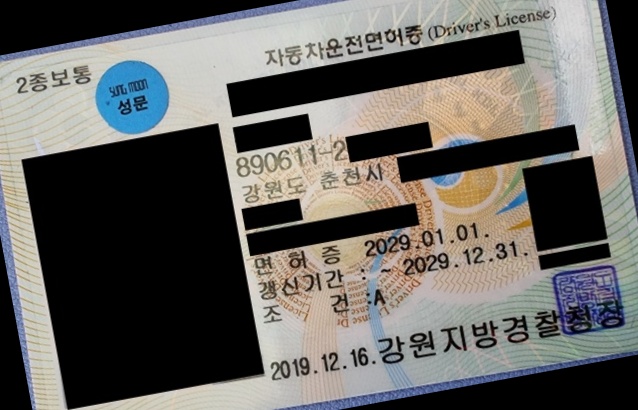 자동차운전면허증 (Driver's License)
2종보통
sung moon
성문
890611-2
강원도 춘천시
면 허 증 2029.01.01.
갱신기간 : ~ 2029.12.31.
조 건 :A
2019.12.16. 강원지방경찰청장